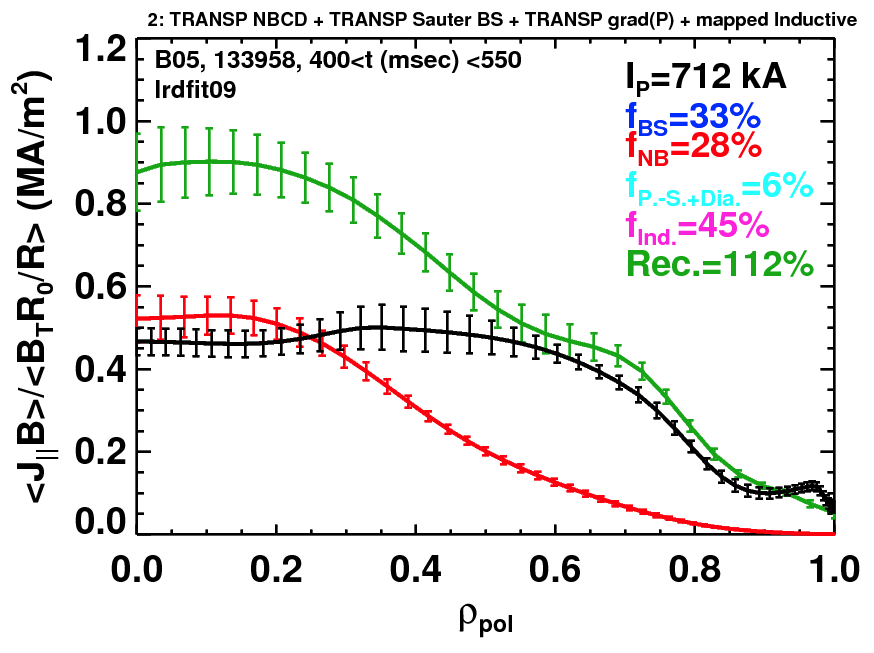 2: TRANSP NBCD + TRANSP Sauter BS + TRANSP grad(P) + mapped Inductive
B05, 133958, 400<t (msec) <550
lrdfit09
I_P=712 kA
f_BS=33%
f_NB=28%
f_P.-S.+Dia.=6%
f_Ind.=45%
Rec.=112%
<J_||B>/<B_TR_0/R> (MA/m^2)
1.2
1.0
0.8
0.6
0.4
0.2
0.0
0.0 0.2 0.4 0.6 0.8 1.0
ρ_pol